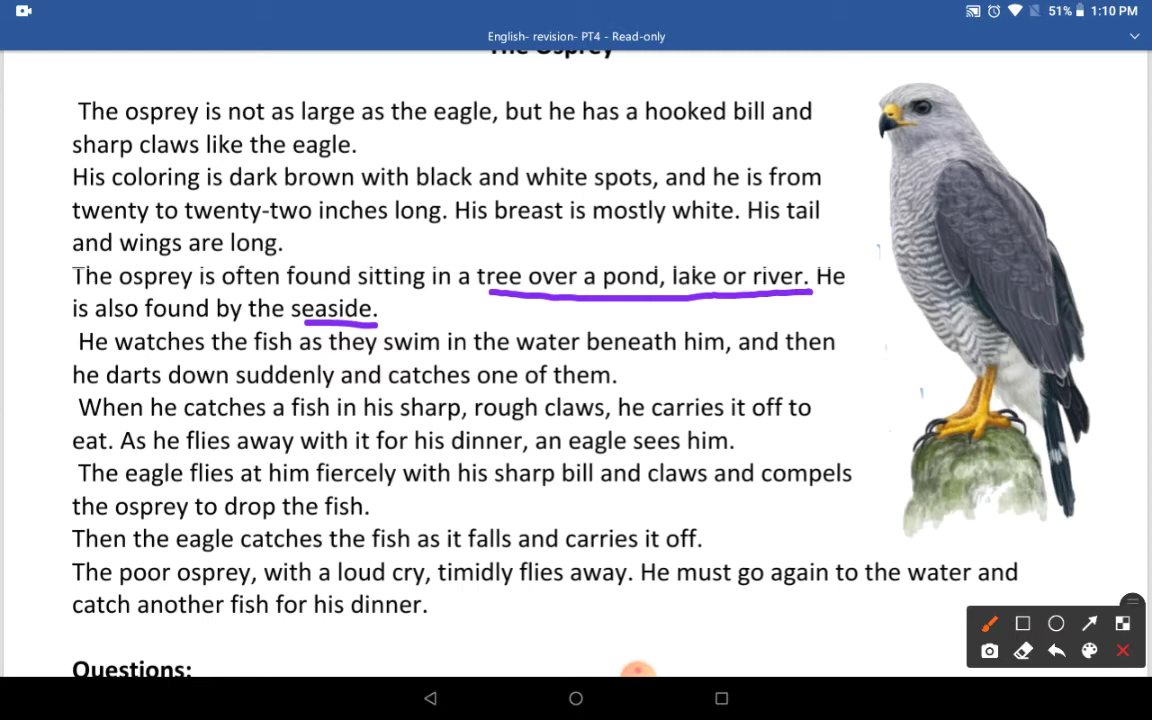 51% 1:10 PM
English- revision- PT4 - Read-only
The Osprey
The osprey is not as large as the eagle, but he has a hooked bill and
sharp claws like the eagle.
His coloring is dark brown with black and white spots, and he is from
twenty to twenty-two inches long. His breast is mostly white. His tail
and wings are long.
The osprey is often found sitting in a tree over a pond, lake or river. He
is also found by the seaside.
He watches the fish as they swim in the water beneath him, and then
he darts down suddenly and catches one of them.
When he catches a fish in his sharp, rough claws, he carries it off to
eat. As he flies away with it for his dinner, an eagle sees him.
The eagle flies at him fiercely with his sharp bill and claws and compels
the osprey to drop the fish.
Then the eagle catches the fish as it falls and carries it off.
The poor osprey, with a loud cry, timidly flies away. He must go again to the water and
catch another fish for his dinner.
Questions: